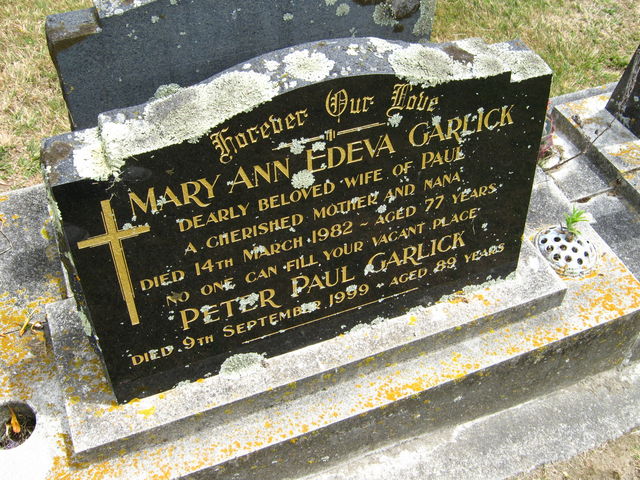 Forever Our Love
MARY ANN EDEVA GARLICK
DEARLY BELOVED WIFE OF PAUL
A CHERISHED MOTHER AND NANA
DIED 14TH MARCH 1982 ~ AGED 77 YEARS
NO ONE CAN FILL YOUR VACANT PLACE
PETER PAUL GARLICK
DIED 9TH SEPTEMBER 1999 ~ AGED 89 YEARS